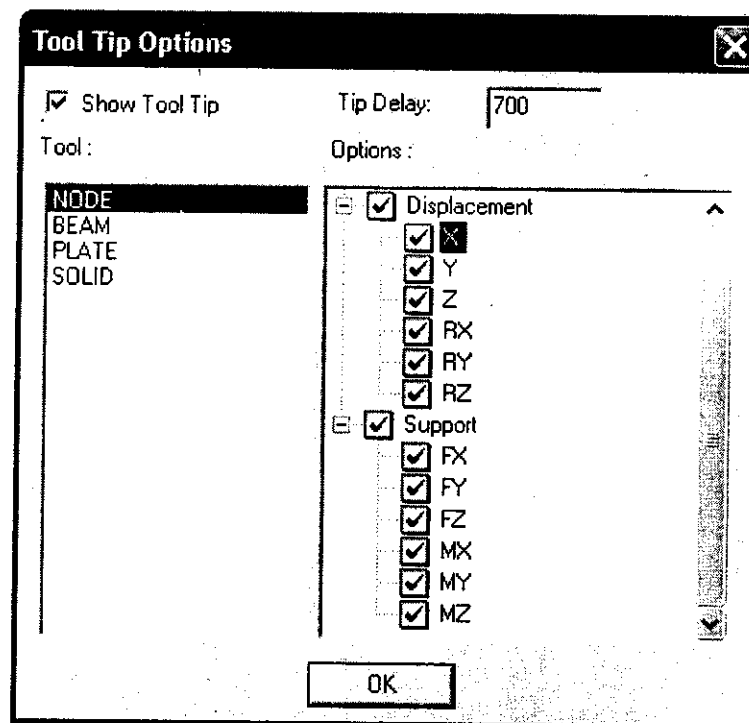 Tool Tip Options
Show Tool Tip
Tip Delay: 700
Tool :
Options :
NODE
BEAM
PLATE
SOLID
Displacement
X
Y
Z
RX
RY
RZ
Support
FX
FY
FZ
MX
MY
MZ
OK